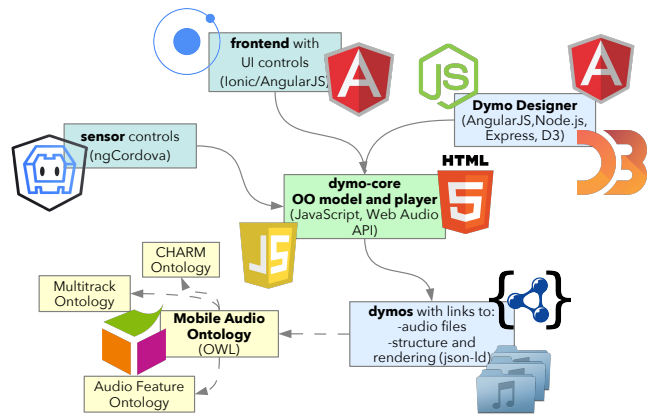 frontend with
UI controls
(Ionic/AngularJS)
A
JS
A
Dymo Designer
(AngularJS,Node.js,
Express, D3)
D3
sensor controls
(ngCordova)
HTML
5
dymo-core
OO model and player
(JavaScript, Web Audio
API)
JS
CHARM
Ontology
Multitrack
Ontology
Mobile Audio
Ontology
(OWL)
Audio Feature
Ontology
dymos with links to:
-audio files
-structure and
rendering (json-ld)
{ }